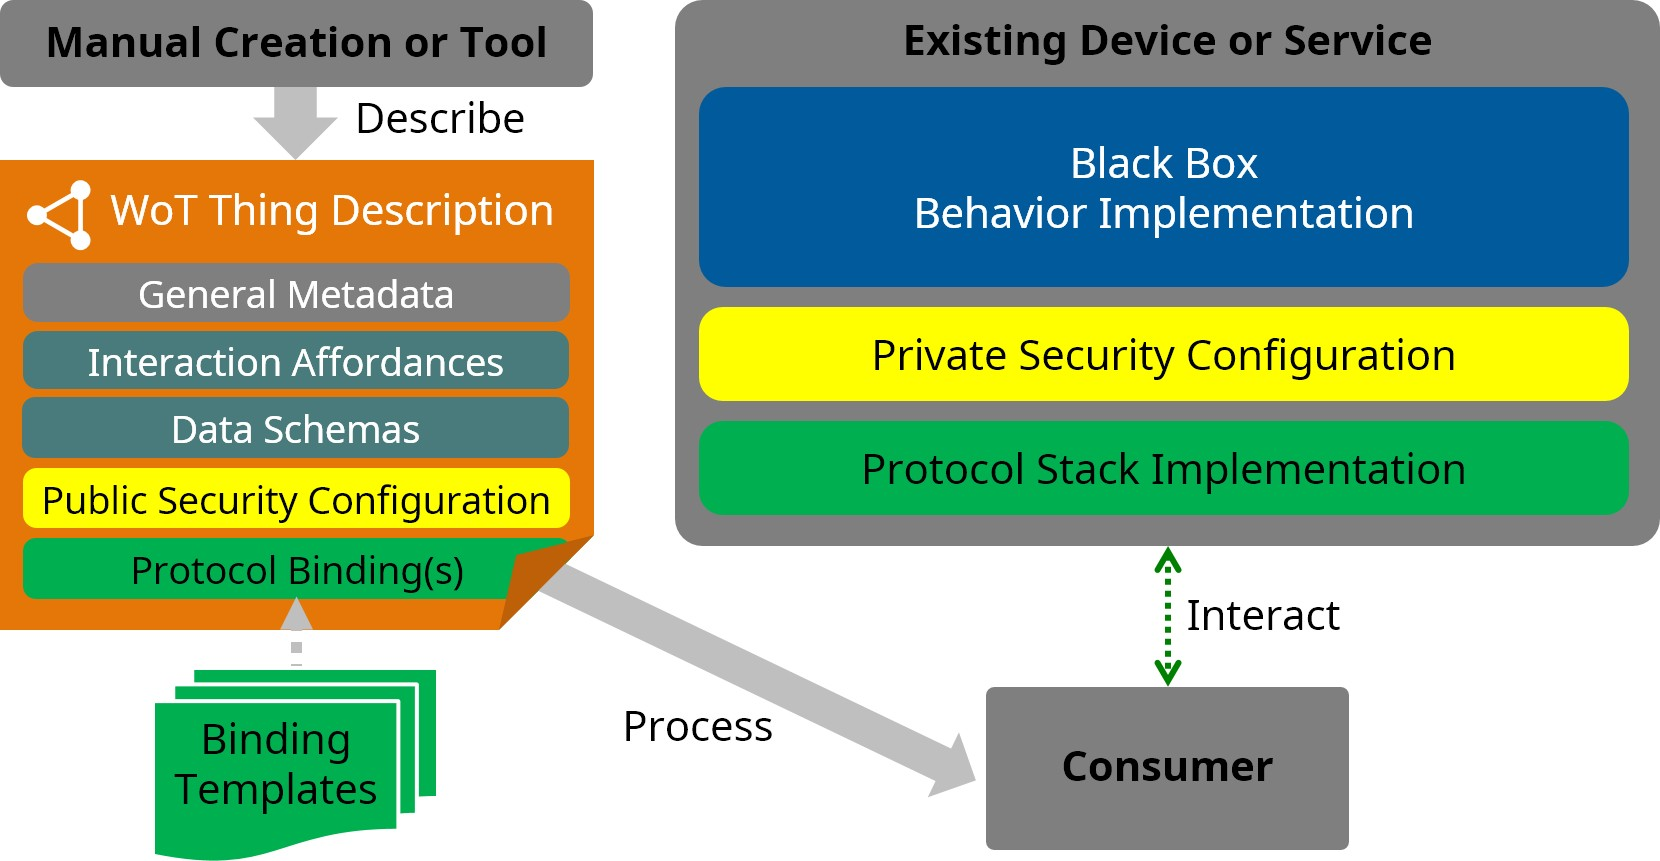 Manual Creation or Tool
Describe
WoT Thing Description
General Metadata
Interaction Affordances
Data Schemas
Public Security Configuration
Protocol Binding(s)
Binding
Templates
Process
Existing Device or Service
Black Box
Behavior Implementation
Private Security Configuration
Protocol Stack Implementation
Interact
Consumer